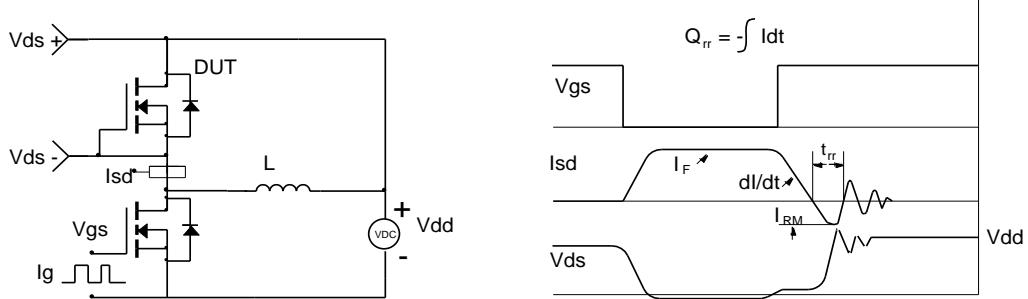 Vds +
DUT
Vds -
Isd
L
Vgs
Ig
VDC
+
-
Vdd
Qrr = -∫ Idt
Vgs
Isd
IF
dI/dt
trr
IRM
Vds
Vdd